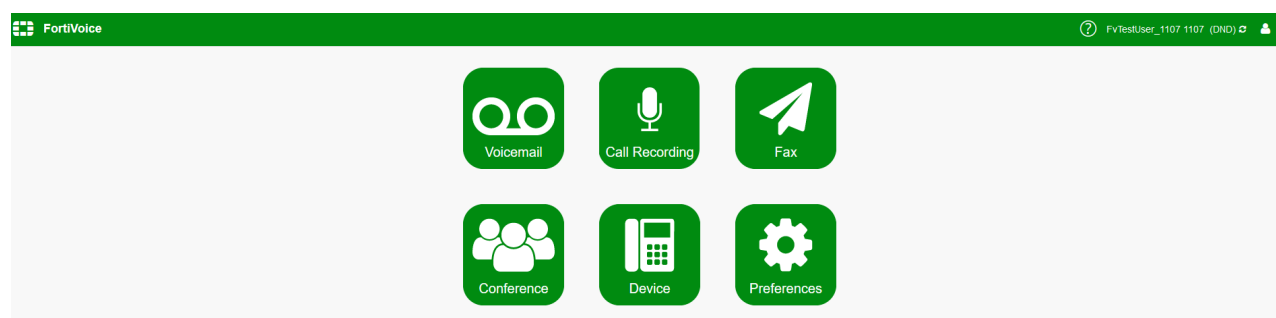 FortiVoice
? FvTestUser_1107 1107 (DND)
Voicemail Call Recording Fax
Conference Device Preferences